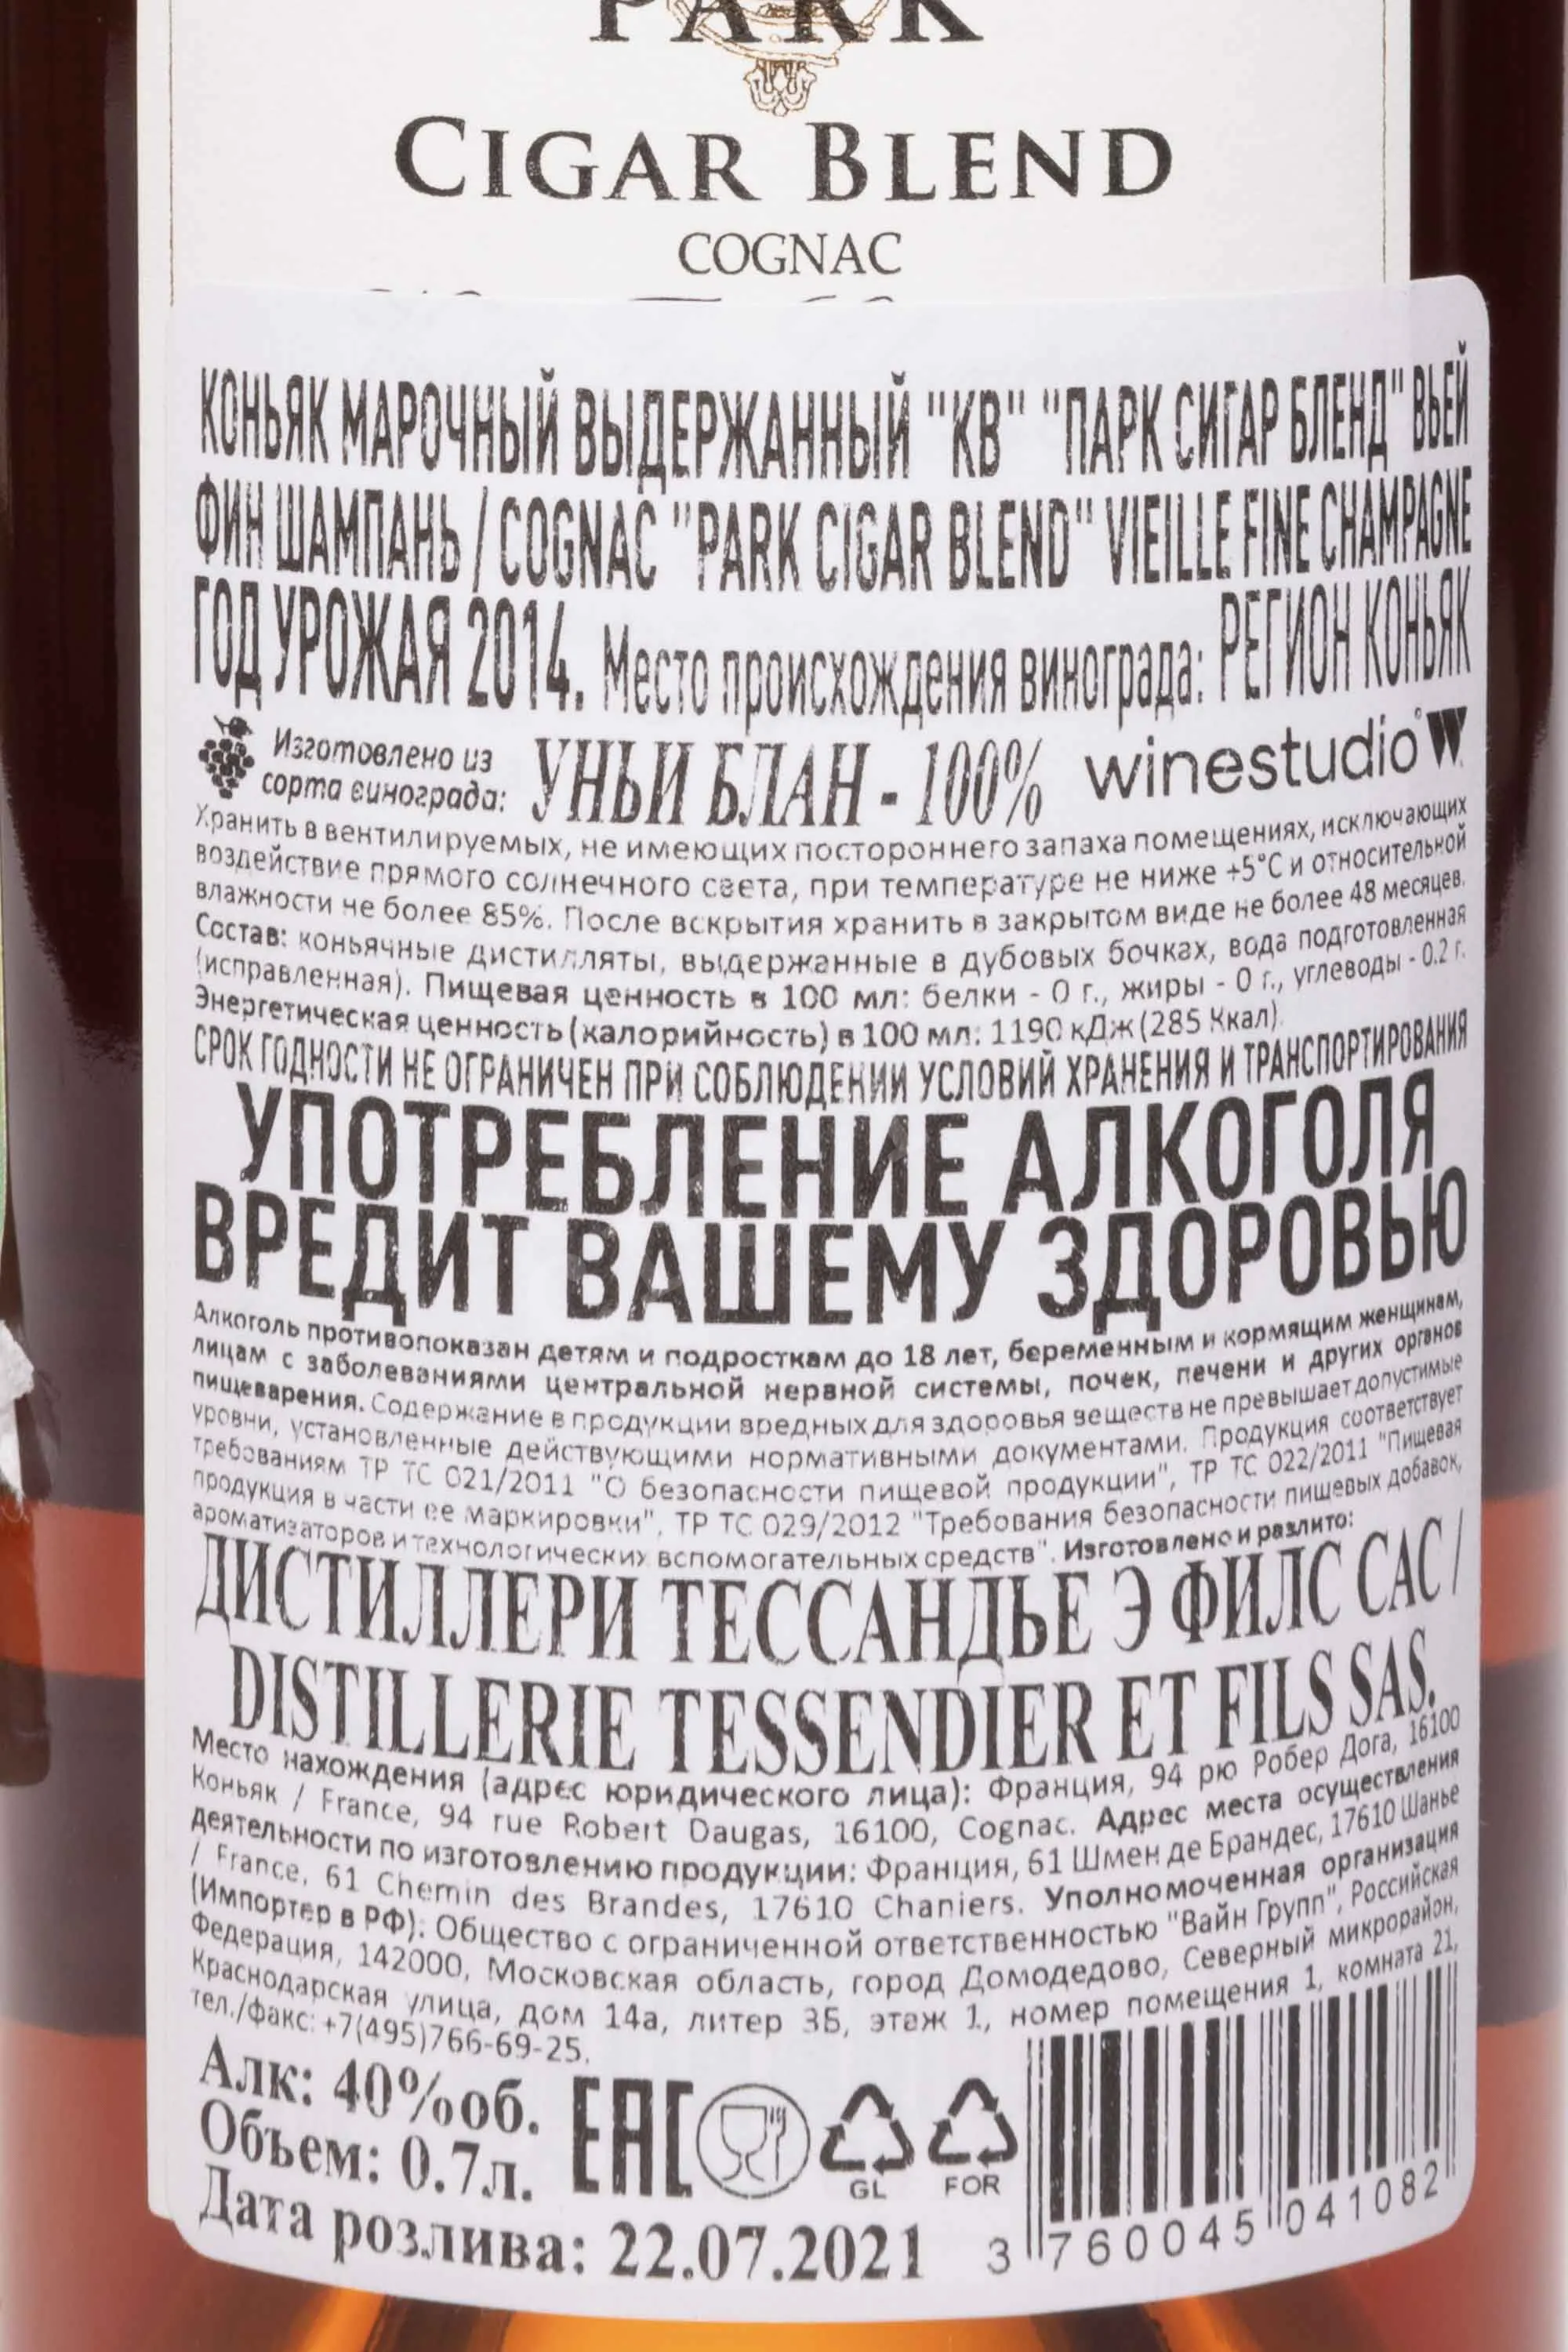 PARK
CIGAR BLEND
COGNAC
КОНЬЯК МАРОЧНЫЙ ВЫДЕРЖАННЫЙ "КВ" "ПАРК СИГАР БЛЕНД" ВЬЕЙ
ФИН ШАМПАНЬ / COGNAC "PARK CIGAR BLEND" VIEILLE FINE CHAMPAGNE
ГОД УРОЖАЯ 2014. Место происхождения винограда: РЕГИОН КОНЬЯК
Изготовлено из
сорта винограда: УНЬИ БЛАН - 100% winestudio W
Хранить в вентилируемых, не имеющих постороннего запаха помещениях, исключающих
воздействие прямого солнечного света, при температуре не ниже +5°С и относительной
влажности не более 85%. После вскрытия хранить в закрытом виде не более 48 месяцев.
Состав: коньячные дистилляты, выдержанные в дубовых бочках, вода подготовленная
(исправленная). Пищевая ценность в 100 мл: белки - 0 г., жиры - 0 г., углеводы - 0.2 г.
Энергетическая ценность (калорийность) в 100 мл: 1190 кДж (285 Ккал).
СРОК ГОДНОСТИ НЕ ОГРАНИЧЕН ПРИ СОБЛЮДЕНИИ УСЛОВИЙ ХРАНЕНИЯ И ТРАНСПОРТИРОВАНИЯ
УПОТРЕБЛЕНИЕ АЛКОГОЛЯ
ВРЕДИТ ВАШЕМУ ЗДОРОВЬЮ
Алкоголь противопоказан детям и подросткам до 18 лет, беременным и кормящим женщинам,
лицам с заболеваниями центральной нервной системы, почек, печени и других органов
пищеварения. Содержание в продукции вредных для здоровья веществ не превышает допустимые
уровни, установленные действующими нормативными документами. Продукция соответствует
требованиям ТР ТС 021/2011 "О безопасности пищевой продукции", ТР ТС 022/2011 "Пищевая
продукция в части ее маркировки", ТР ТС 029/2012 "Требования безопасности пищевых добавок,
ароматизаторов и технологических вспомогательных средств". Изготовлено и разлито:
ДИСТИЛЛЕРИ ТЕССАНДЬЕ Э ФИЛС САС /
DISTILLERIE TESSENDIER ET FILS SAS.
Место нахождения (адрес юридического лица): Франция, 94 рю Робер Дога, 16100
Коньяк / France, 94 rue Robert Daugas, 16100, Cognac. Адрес места осуществления
деятельности по изготовлению продукции: Франция, 61 Шмен де Брандес, 17610 Шанье
/ France, 61 Chemin des Brandes, 17610 Chaniers. Уполномоченная организация
(Импортер в РФ): Общество с ограниченной ответственностью "Вайн Групп", Российская
Федерация, 142000, Московская область, город Домодедово, Северный микрорайон,
Краснодарская улица, дом 14а, литер 3Б, этаж 1, номер помещения 1, комната 21,
тел./факс: +7(495)766-69-25.
Алк: 40%об.
Объем: 0.7л.
Дата розлива: 22.07.2021
EAC
GL
FOR
3 760045 041082